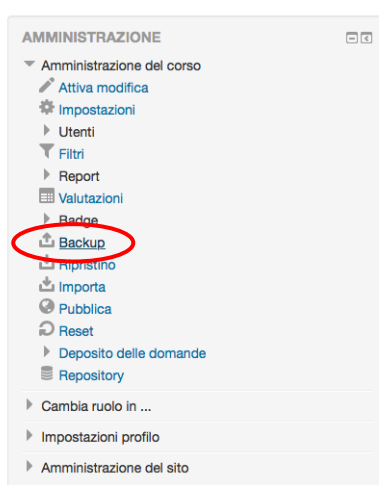 AMMINISTRAZIONE
Amministrazione del corso
Attiva modifica
Impostazioni
Utenti
Filtri
Report
Valutazioni
Badge
Backup
Ripristino
Importa
Pubblica
Reset
Deposito delle domande
Repository
Cambia ruolo in ...
Impostazioni profilo
Amministrazione del sito